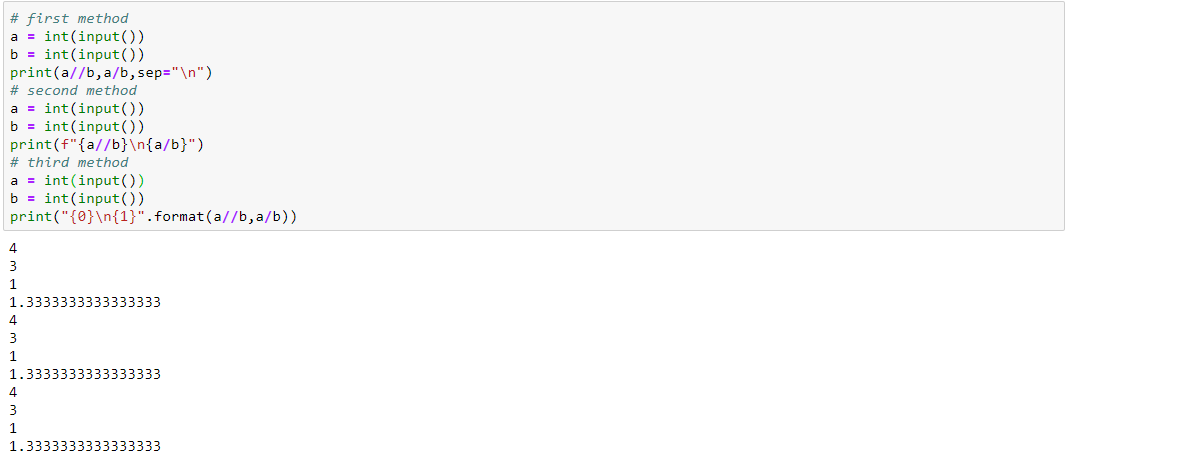 # first method
a = int(input())
b = int(input())
print(a//b,a/b,sep="\n")
# second method
a = int(input())
b = int(input())
print(f"{a//b}\n{a/b}")
# third method
a = int(input())
b = int(input())
print("{0}\n{1}".format(a//b,a/b))
4
3
1
1.3333333333333333
4
3
1
1.3333333333333333
4
3
1
1.3333333333333333